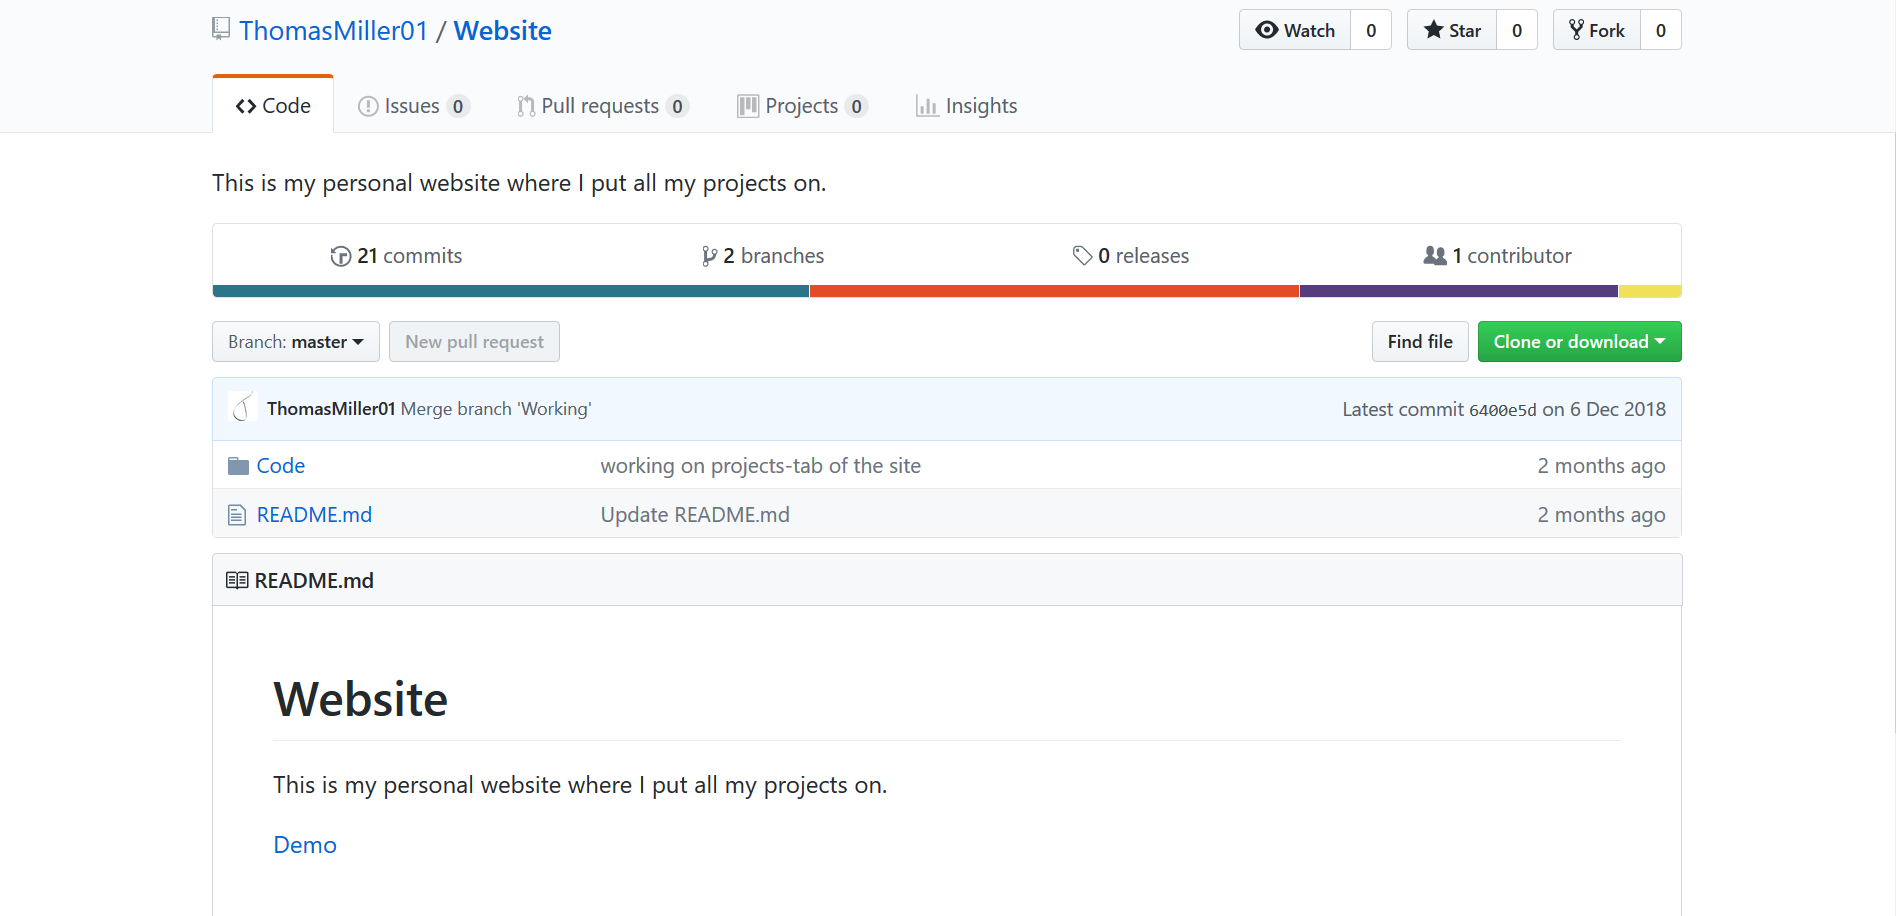 ThomasMiller01 / Website
Watch 0 Star 0 Fork 0
Code Issues 0 Pull requests 0 Projects 0 Insights
This is my personal website where I put all my projects on.
21 commits 2 branches 0 releases 1 contributor
Branch: master New pull request Find file Clone or download
ThomasMiller01 Merge branch 'Working' Latest commit 6400e5d on 6 Dec 2018
Code working on projects-tab of the site 2 months ago
README.md Update README.md 2 months ago
README.md
Website
This is my personal website where I put all my projects on.
Demo